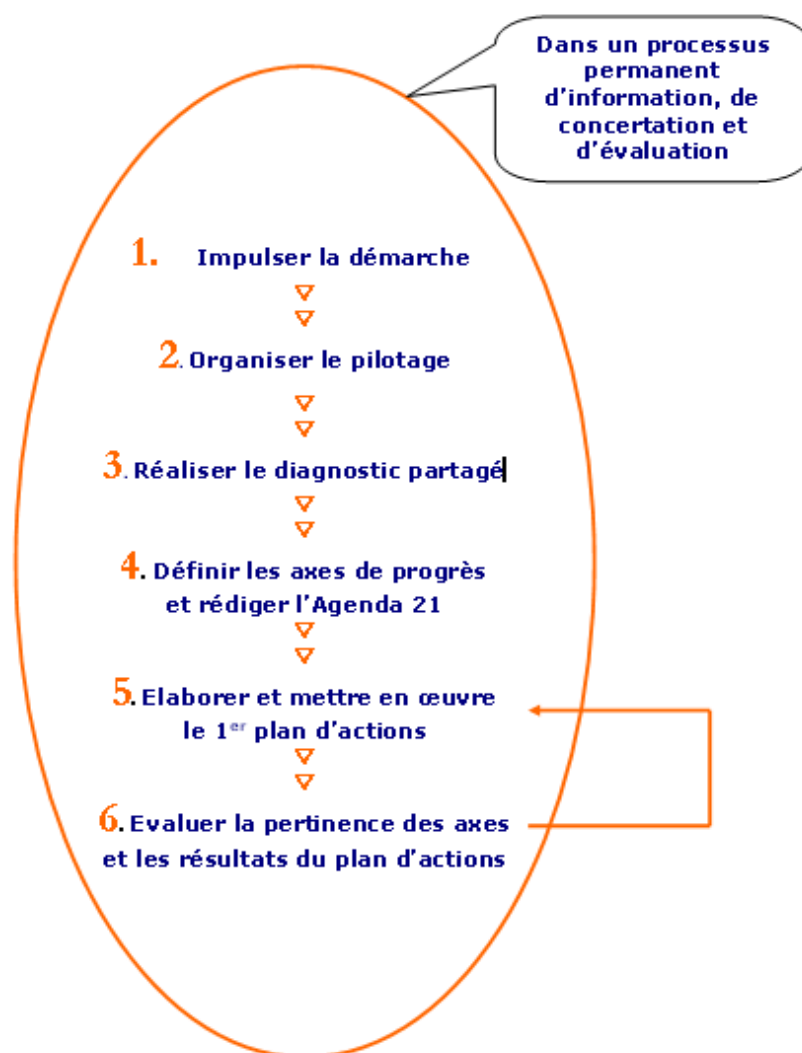 Dans un processus
permanent
d'information, de
concertation et
d'évaluation
1. Impulser la démarche
2. Organiser le pilotage
3. Réaliser le diagnostic partagé
4. Définir les axes de progrès
et rédiger l'Agenda 21
5. Elaborer et mettre en œuvre
le 1er plan d'actions
6. Evaluer la pertinence des axes
et les résultats du plan d'actions